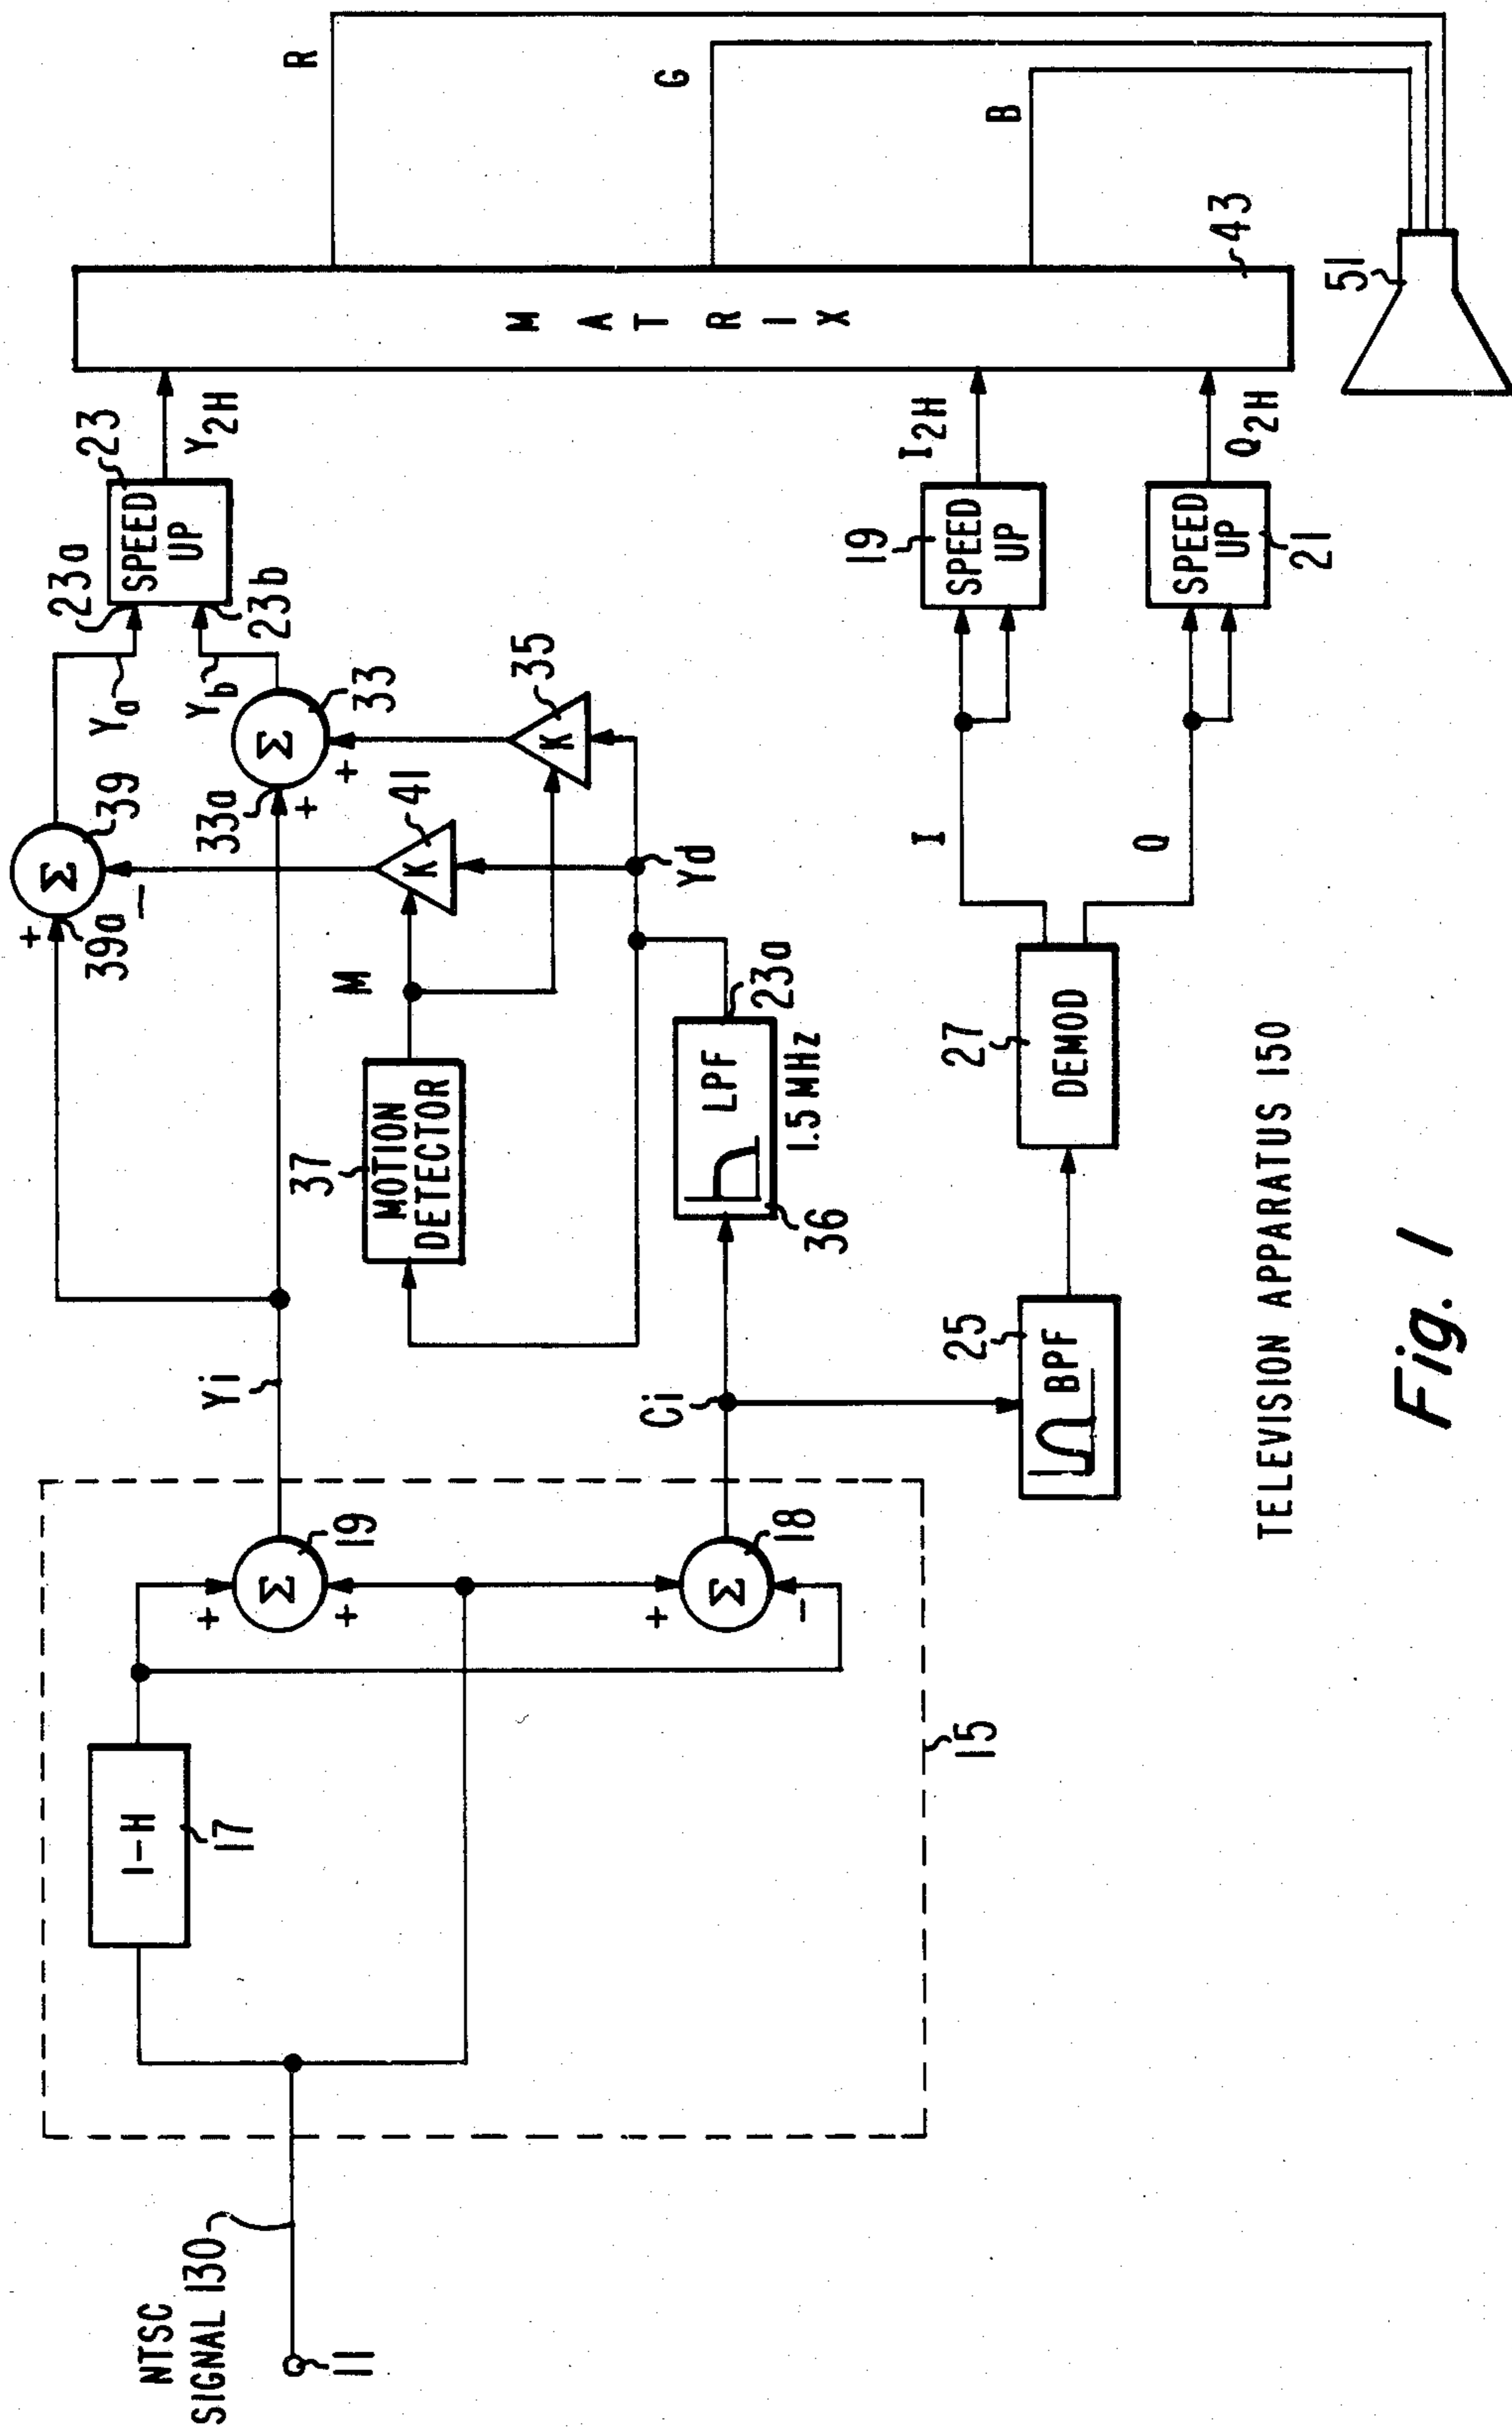 NTSC
SIGNAL 130
11
1-H
17
+
Σ
19
+
+
Σ
18
-
15
Yi
Ci
+
39a
Σ
39
-
Ya
23a
SPEED
UP
23
23b
Yb
Y2H
33a
+
Σ
33
+
37
MOTION
DETECTOR
M
K
41
K
35
Yd
LPF
36
1.5 MHz
23a
25
BPF
27
DEMOD
I
Q
19
SPEED
UP
I2H
SPEED
UP
21
Q2H
MATRIX
43
R
G
B
51
TELEVISION APPARATUS 150
Fig. 1